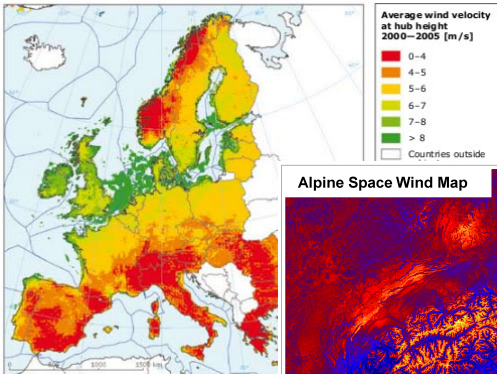 Average wind velocity
at hub height
2000—2005 [m/s]
0–4
4–5
5–6
6–7
7–8
> 8
Countries outside
Alpine Space Wind Map
1000
1500 km